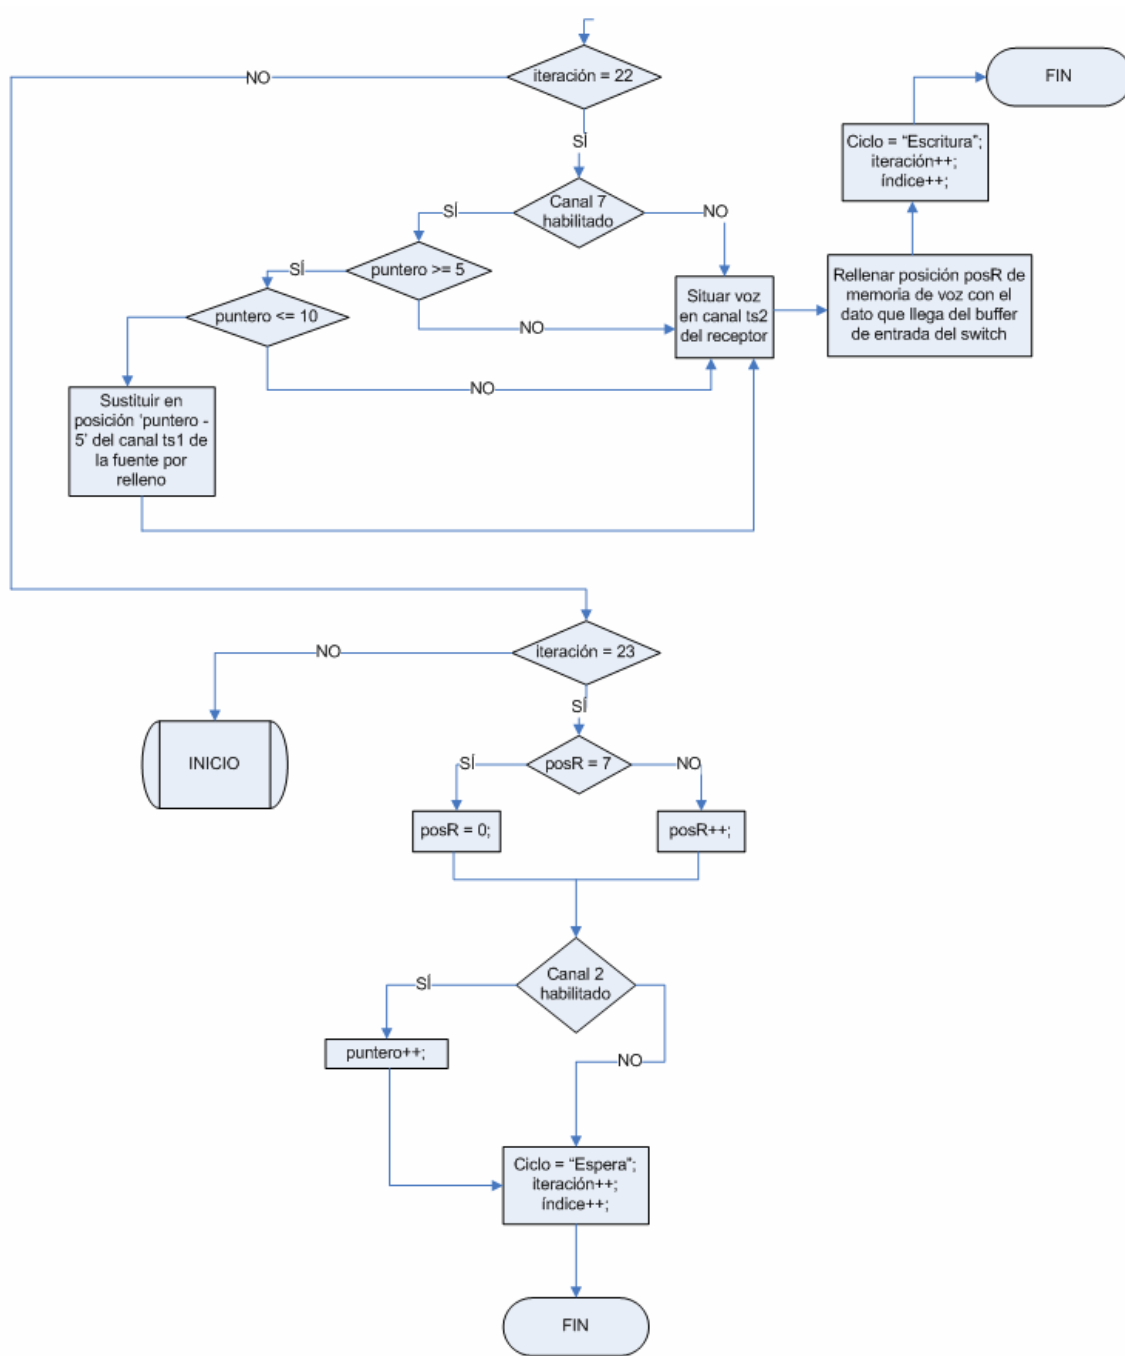 iteración = 22
NO
SÍ
FIN
Ciclo = “Escritura”;
iteración++;
índice++;
Canal 7
habilitado
SÍ
NO
puntero >= 5
SÍ
NO
puntero <= 10
NO
Situar voz
en canal ts2
del receptor
Rellenar posición posR de
memoria de voz con el
dato que llega del buffer
de entrada del switch
Sustituir en
posición ‘puntero -
5’ del canal ts1 de
la fuente por
relleno
iteración = 23
NO
SÍ
INICIO
posR = 7
SÍ
NO
posR = 0;
posR++;
Canal 2
habilitado
SÍ
NO
puntero++;
Ciclo = “Espera”;
iteración++;
índice++;
FIN